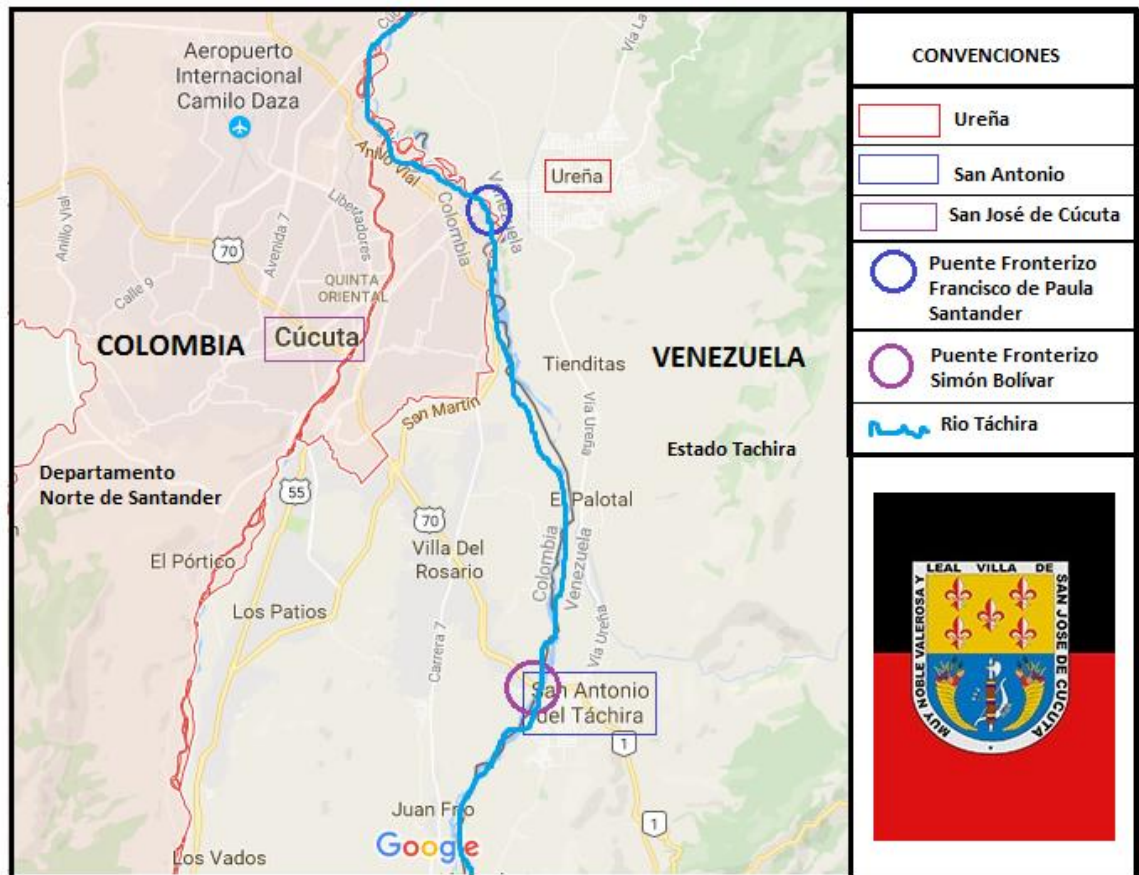 Cúcu
Vía La
Aeropuerto
Internacional
Camilo Daza
Anillo Vial
Ureña
Venezuela
Colombia
Anillo Vial
Libertadores
Avenida 7
70
Calle 9
QUINTA
ORIENTAL
COLOMBIA
Cúcuta
Tienditas
VENEZUELA
San Martín
Vía Ureña
Departamento
Norte de Santander
Estado Tachira
55
70
El Palotal
Colombia
Venezuela
El Pórtico
Villa Del
Rosario
Los Patios
Carrera 7
Vía Ureña
San Antonio
del Táchira
1
Juan Frío
Google
1
Los Vados
CONVENCIONES
Ureña
San Antonio
San José de Cúcuta
Puente Fronterizo
Francisco de Paula
Santander
Puente Fronterizo
Simón Bolívar
Rio Táchira
MUY NOBLE VALEROSA Y LEAL VILLA DE SAN JOSE DE CUCUTA